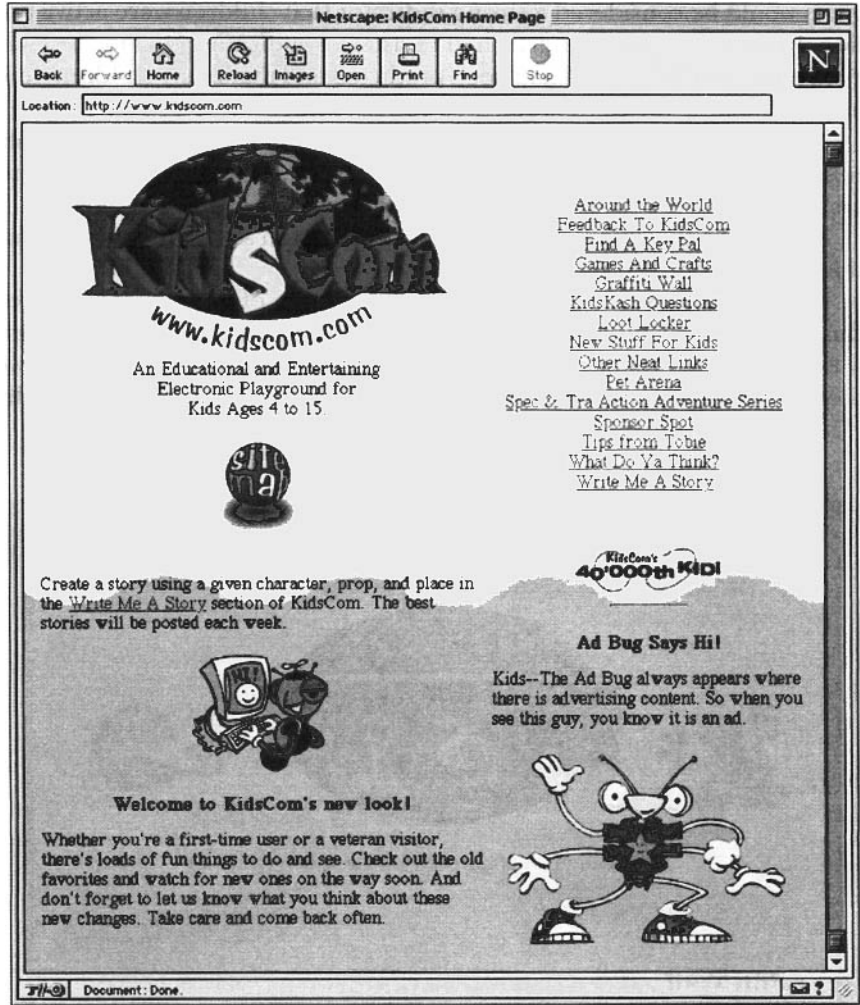 Netscape: KidsCom Home Page
Back Forward Home Reload Images Open Print Find Stop
N
Location: http://www.kidscom.com
KidsCom
www.kidscom.com
An Educational and Entertaining
Electronic Playground for
Kids Ages 4 to 15
site
map
Around the World
Feedback To KidsCom
Find A Key Pal
Games And Crafts
Graffiti Wall
KidsKash Questions
Loot Locker
New Stuff For Kids
Other Neat Links
Pet Arena
Spec & Tra Action Adventure Series
Sponsor Spot
Tips from Tobie
What Do Ya Think?
Write Me A Story
Create a story using a given character, prop, and place in
the Write Me A Story section of KidsCom. The best
stories will be posted each week.
HI!
Welcome to KidsCom's new look!
Whether you're a first-time user or a veteran visitor,
there's loads of fun things to do and see. Check out the old
favorites and watch for new ones on the way soon. And
don't forget to let us know what you think about these
new changes. Take care and come back often.
KidsCom's
40'000th KID!
Ad Bug Says Hi!
Kids--The Ad Bug always appears where
there is advertising content. So when you
see this guy, you know it is an ad.
Document: Done.
?